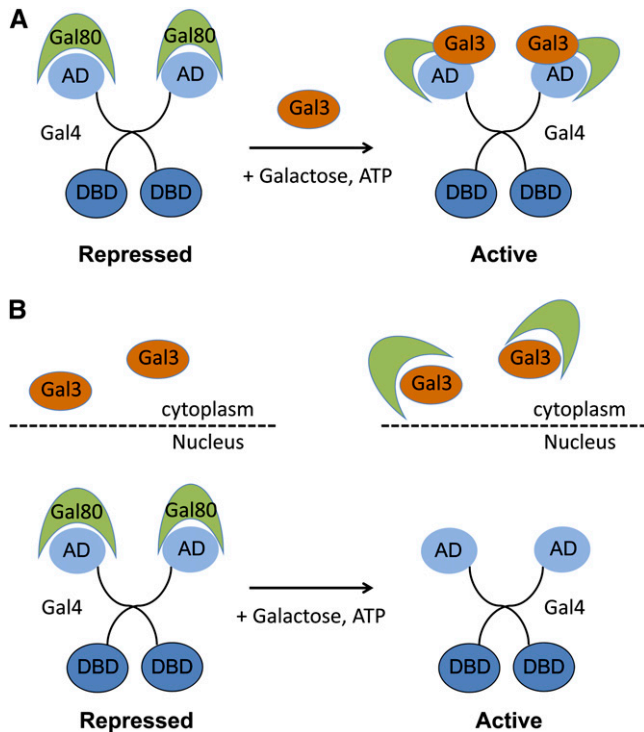 A
Gal80 Gal80
AD AD
Gal4
DBD DBD
Repressed
Gal3
+ Galactose, ATP
Gal3 Gal3
AD AD
Gal4
DBD DBD
Active
B
Gal3
Gal3
cytoplasm
Nucleus
Gal3
Gal3
cytoplasm
Nucleus
Gal80 Gal80
AD AD
Gal4
DBD DBD
Repressed
+ Galactose, ATP
AD AD
Gal4
DBD DBD
Active